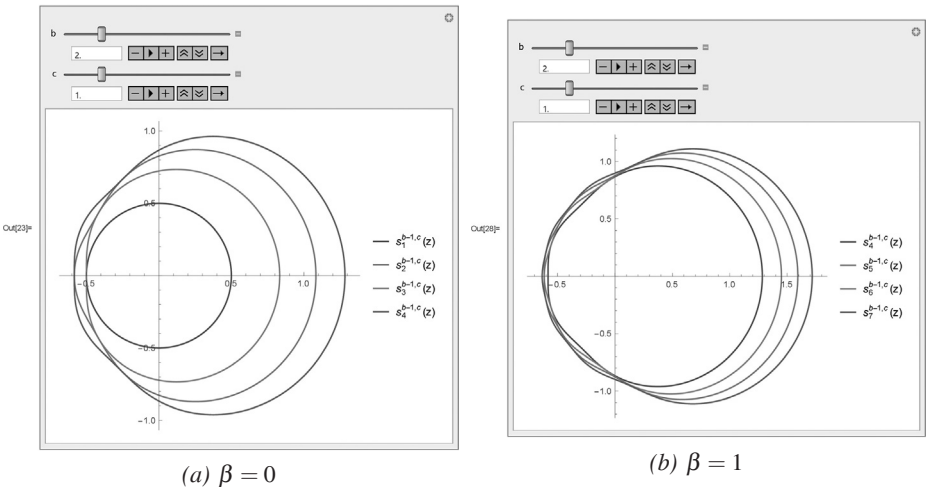 b
2.
c
1.
1.0
0.5
−0.5
0.5
1.0
−0.5
−1.0
Out[23]=
s_1^{b−1,c}(z)
s_2^{b−1,c}(z)
s_3^{b−1,c}(z)
s_4^{b−1,c}(z)
(a) β = 0
b
2.
c
1.
1.0
0.5
−0.5
0.5
1.0
1.5
−0.5
−1.0
Out[28]=
s_4^{b−1,c}(z)
s_5^{b−1,c}(z)
s_6^{b−1,c}(z)
s_7^{b−1,c}(z)
(b) β = 1